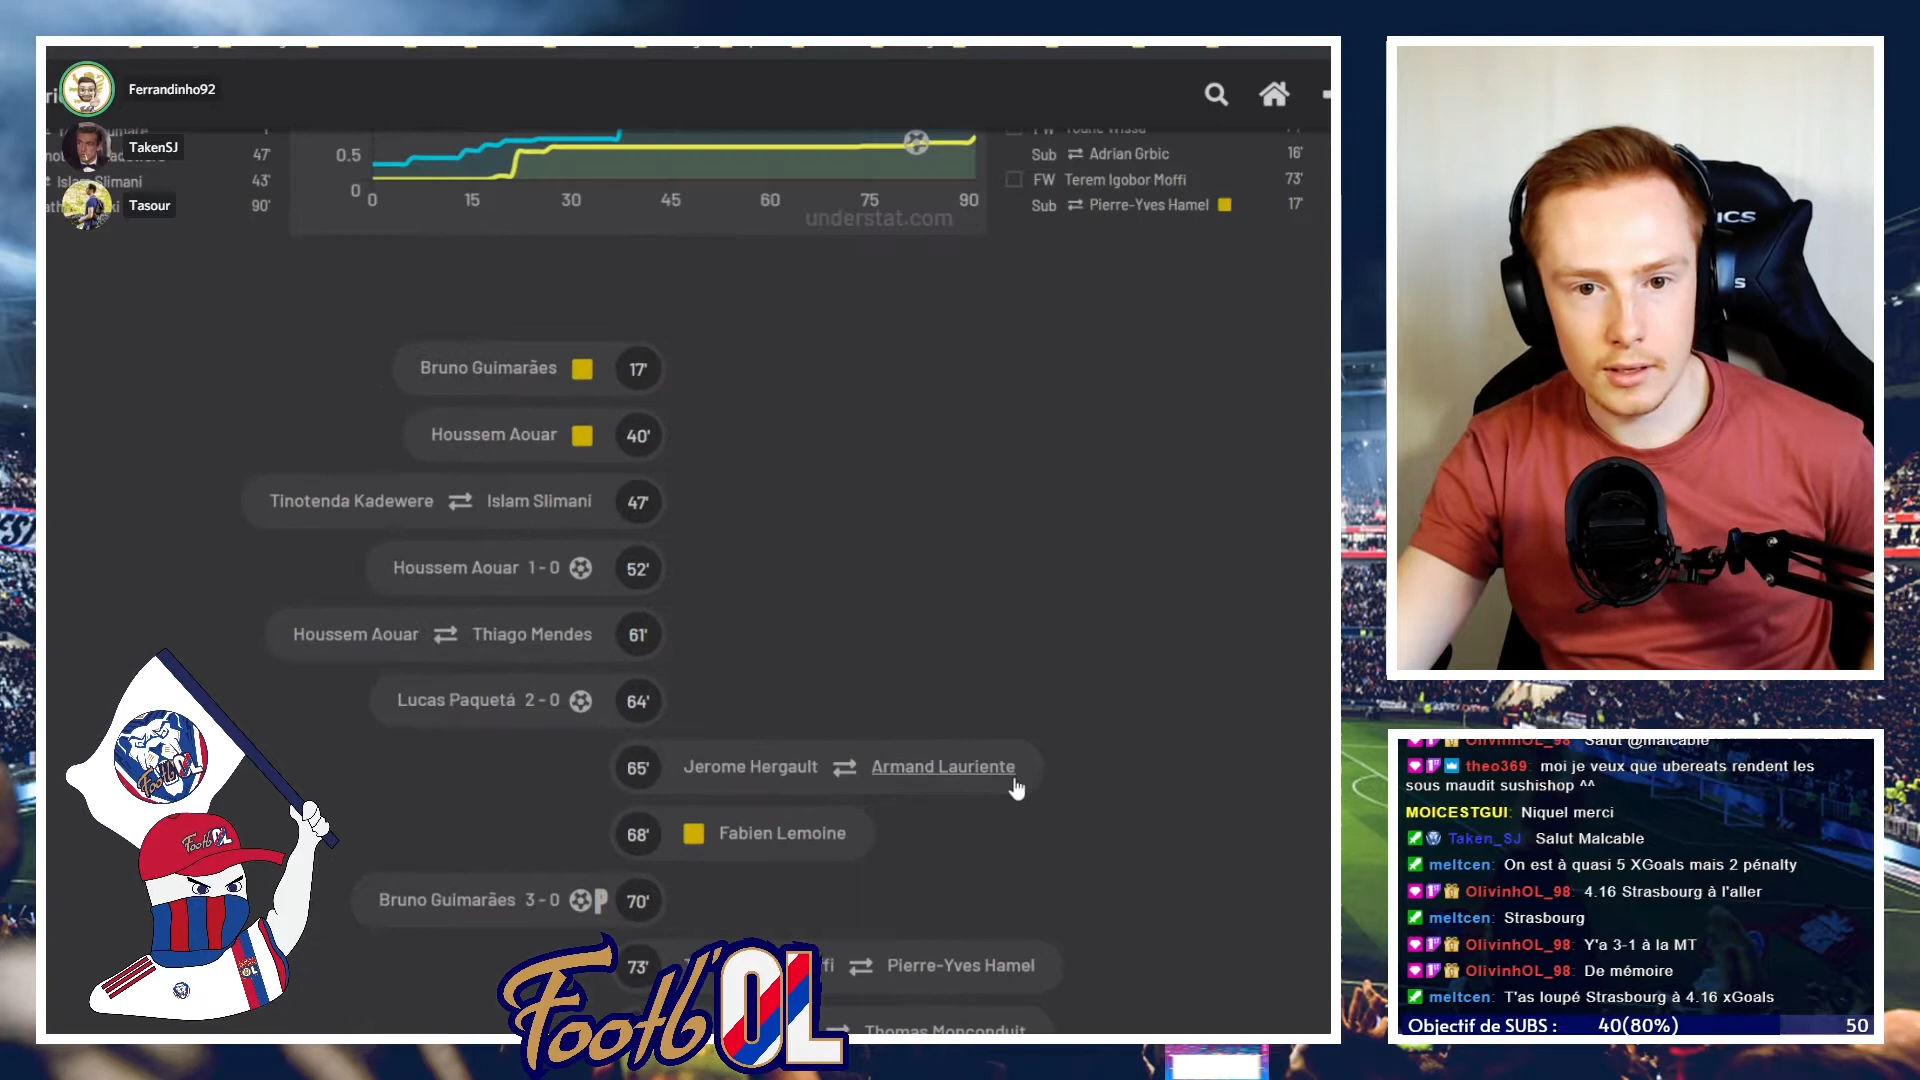 Ferrandinho92
TakenSJ
47'
Islam Slimani
43'
Tasour
90'
0.5
0
0
15
30
45
60
75
90
understat.com
FW Yoane Wissa
Sub Adrian Grbic 16'
FW Terem Igobor Moffi 73'
Sub Pierre-Yves Hamel 17'
Bruno Guimarães 17'
Houssem Aouar 40'
Tinotenda Kadewere Islam Slimani 47'
Houssem Aouar 1 - 0 52'
Houssem Aouar Thiago Mendes 61'
Lucas Paquetá 2 - 0 64'
65' Jerome Hergault Armand Lauriente
68' Fabien Lemoine
Bruno Guimarães 3 - 0 P 70'
73' Pierre-Yves Hamel
Thomas Monconduit
Footb'OL
OlivinhOL_98: Salut @malcable
theo369: moi je veux que ubereats rendent les
sous maudit sushishop ^^
MOICESTGUI: Niquel merci
Taken_SJ Salut Malcable
meltcen: On est à quasi 5 XGoals mais 2 pénalty
OlivinhOL_98: 4.16 Strasbourg à l'aller
meltcen: Strasbourg
OlivinhOL_98: Y'a 3-1 à la MT
OlivinhOL_98: De mémoire
meltcen: T'as loupé Strasbourg à 4.16 xGoals
Objectif de SUBS : 40(80%) 50